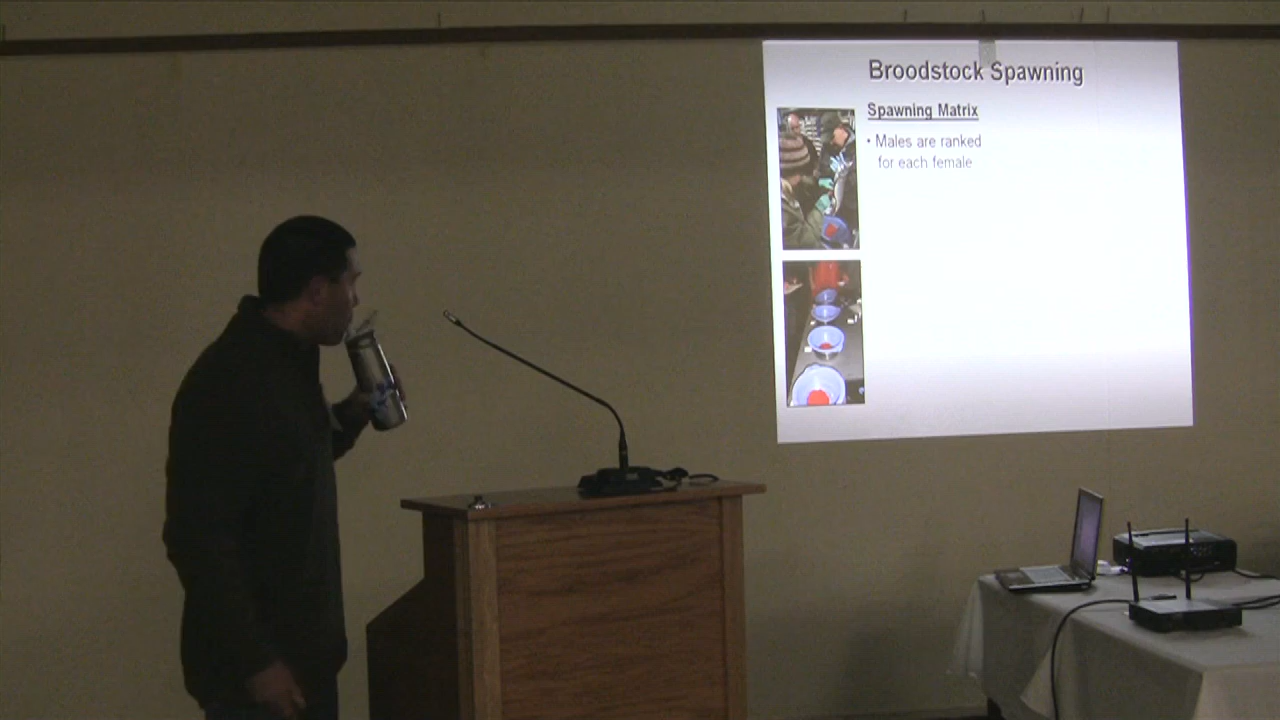 Broodstock Spawning
Spawning Matrix
• Males are ranked
for each female